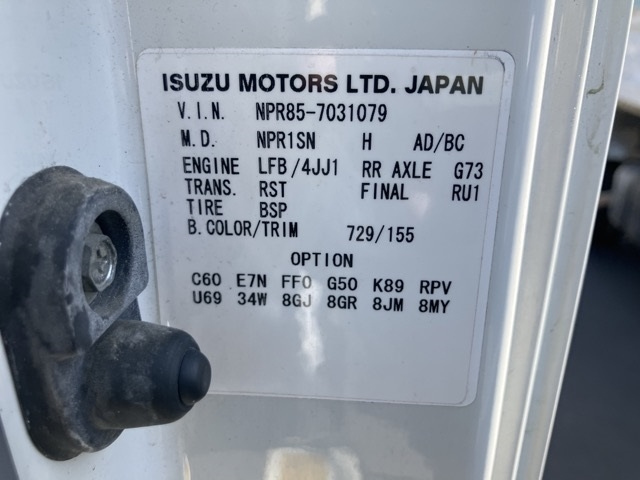 ISUZU MOTORS LTD. JAPAN
V.I.N. NPR85-7031079
M.D. NPR1SN H AD/BC
ENGINE LFB/4JJ1 RR AXLE G73
TRANS. RST FINAL RU1
TIRE BSP
B.COLOR/TRIM 729/155
OPTION
C60 E7N FF0 G50 K89 RPV
U69 34W 8GJ 8GR 8JM 8MY